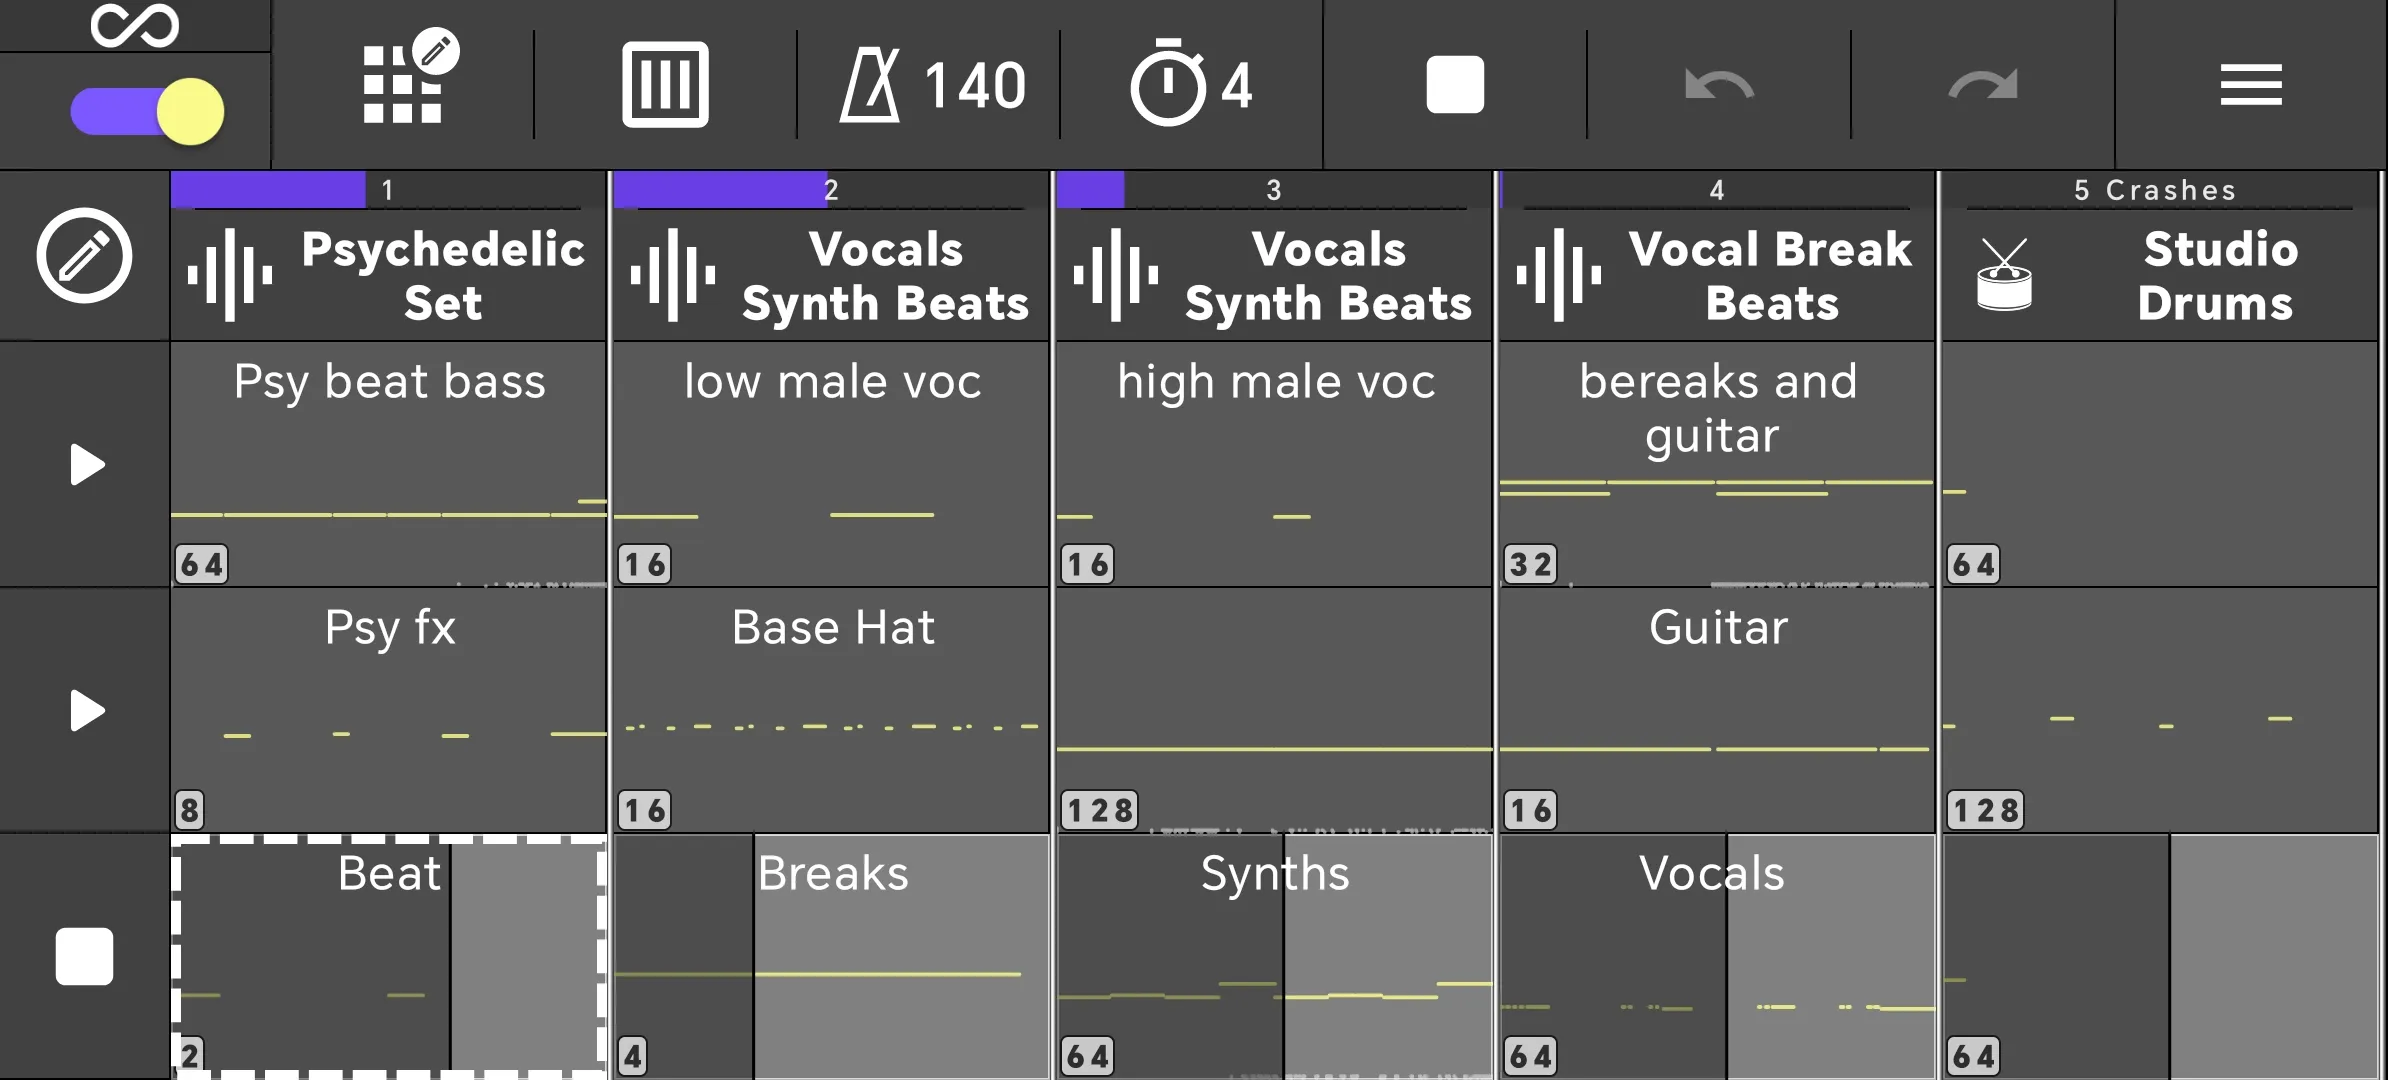 140
4
1
2
3
4
5 Crashes
Psychedelic
Set
Vocals
Synth Beats
Vocals
Synth Beats
Vocal Break
Beats
Studio
Drums
Psy beat bass
low male voc
high male voc
bereaks and
guitar
64
16
16
32
64
Psy fx
Base Hat
Guitar
8
16
128
16
128
Beat
Breaks
Synths
Vocals
2
4
64
64
64